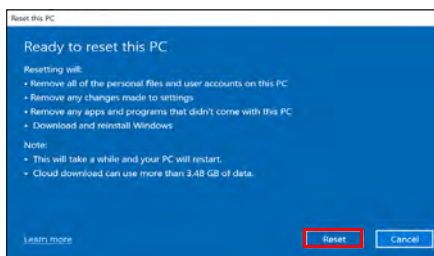 Reset this PC
Ready to reset this PC
Resetting will:
• Remove all of the personal files and user accounts on this PC
• Remove any changes made to settings
• Remove any apps and programs that didn't come with this PC
• Download and reinstall Windows
Note:
• This will take a while and your PC will restart.
• Cloud download can use more than 3.48 GB of data.
Learn more
Reset
Cancel